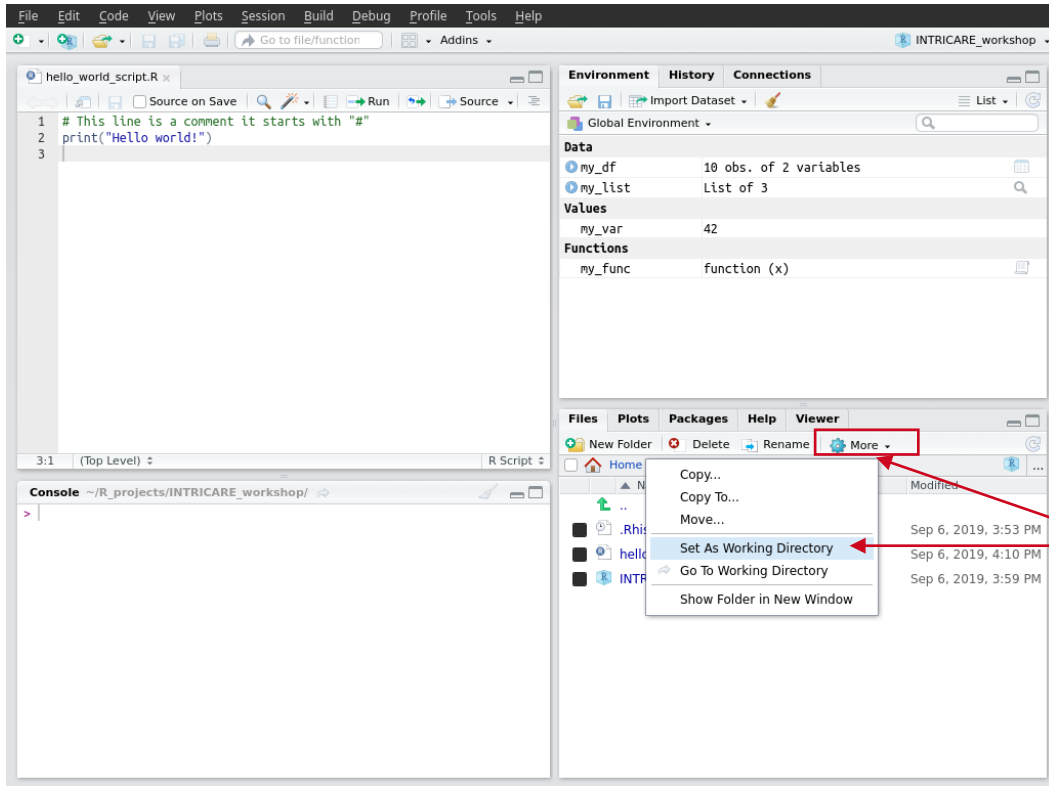 File Edit Code View Plots Session Build Debug Profile Tools Help
Go to file/function Addins INTRICARE_workshop
hello_world_script.R
Source on Save Run Source
1 # This line is a comment it starts with "#"
2 print("Hello world!")
3
3:1 (Top Level) R Script
Console ~/R_projects/INTRICARE_workshop/
>
Environment History Connections
Import Dataset List
Global Environment
Data
my_df 10 obs. of 2 variables
my_list List of 3
Values
my_var 42
Functions
my_func function (x)
Files Plots Packages Help Viewer
New Folder Delete Rename More
Home R ...
N Modified
..
.Rhis Sep 6, 2019, 3:53 PM
hello Sep 6, 2019, 4:10 PM
INTR Sep 6, 2019, 3:59 PM
Copy...
Copy To...
Move...
Set As Working Directory
Go To Working Directory
Show Folder in New Window